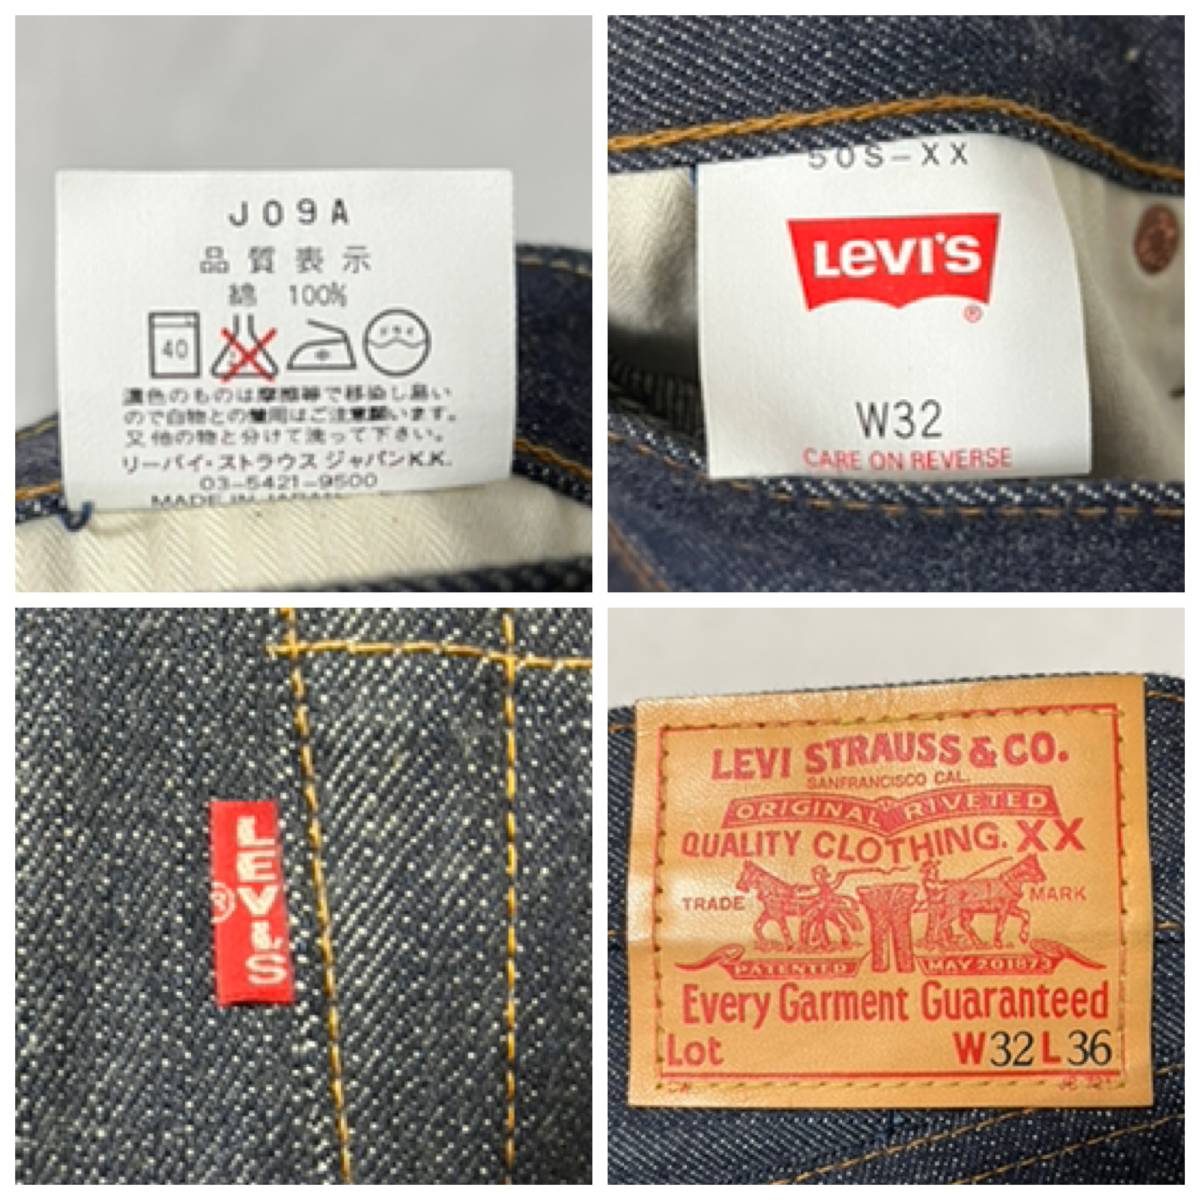 J09A
品質表示
綿 100%
40 ドライ
濃色のものは摩擦等で移染し易い
ので白物との兼用はご注意願います。
又他の物と分けて洗って下さい。
リーバイ・ストラウス ジャパンK.K.
03-5421-9500
MADE IN JAPAN
50S-XX
LEVI'S
®
W32
CARE ON REVERSE
LEVI'S
®
LEVI STRAUSS & CO.
SANFRANCISCO CAL.
ORIGINAL RIVETED
QUALITY CLOTHING. XX
TRADE MARK
PATENTED MAY 20 1873
Every Garment Guaranteed
Lot W32 L36